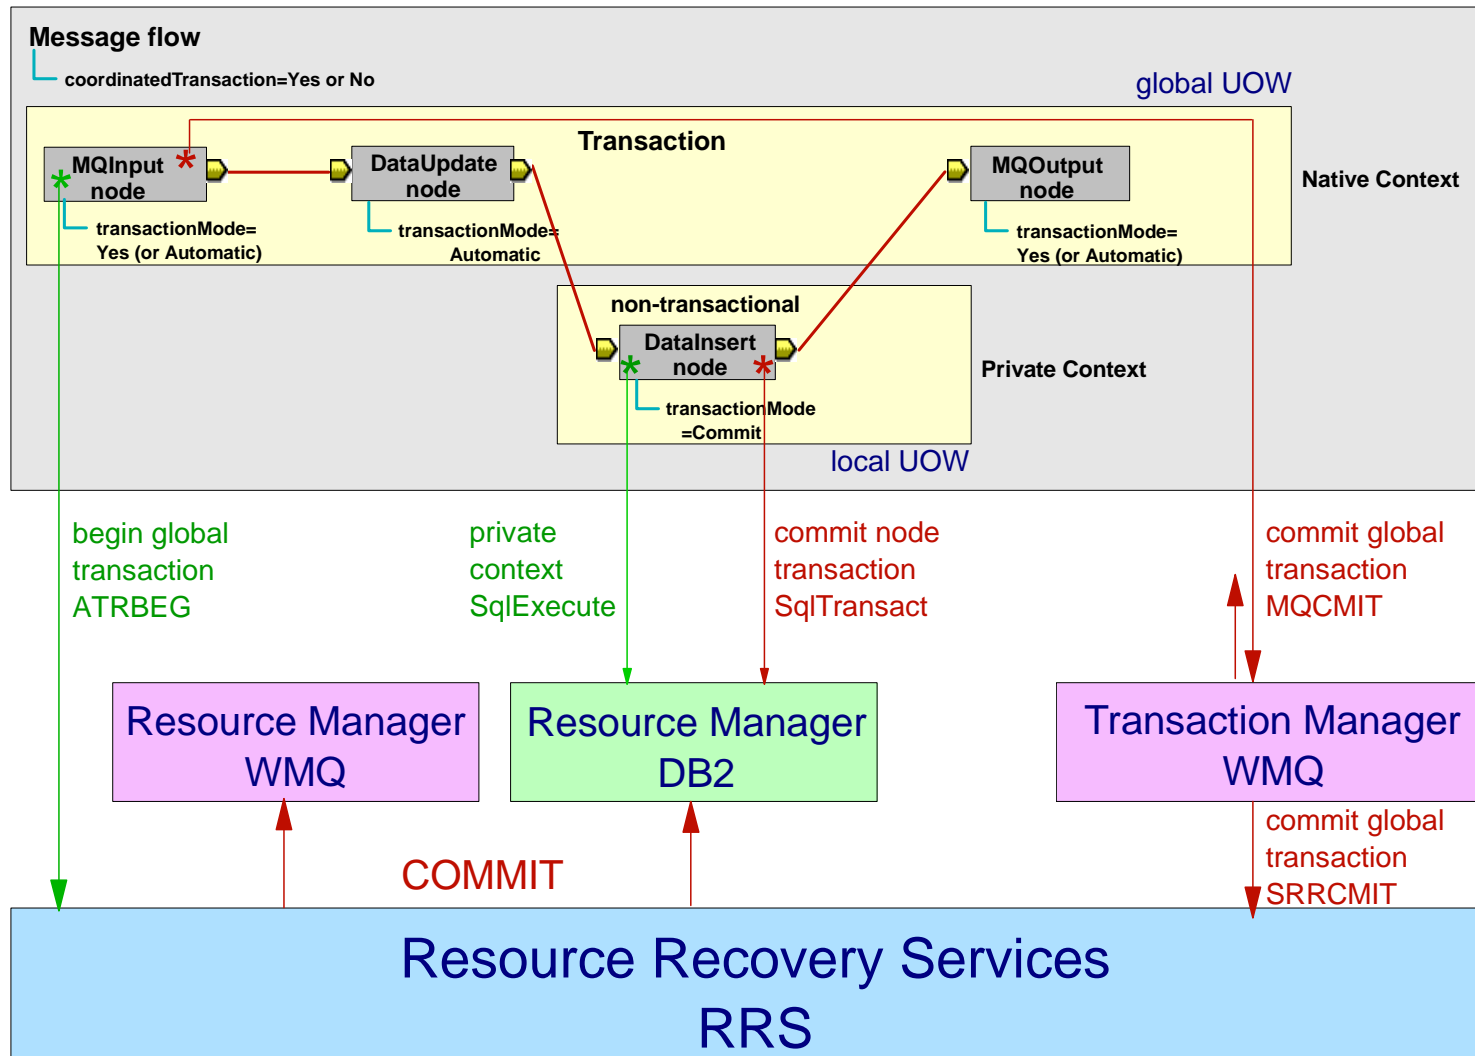 Message flow
coordinatedTransaction=Yes or No
global UOW
Transaction
MQInput
node
DataUpdate
node
MQOutput
node
Native Context
transactionMode=
Yes (or Automatic)
transactionMode=
Automatic
transactionMode=
Yes (or Automatic)
non-transactional
DataInsert
node
Private Context
transactionMode
=Commit
local UOW
begin global
transaction
ATRBEG
private
context
SqlExecute
commit node
transaction
SqlTransact
commit global
transaction
MQCMIT
Resource Manager
WMQ
Resource Manager
DB2
Transaction Manager
WMQ
commit global
transaction
SRRCMIT
COMMIT
Resource Recovery Services
RRS